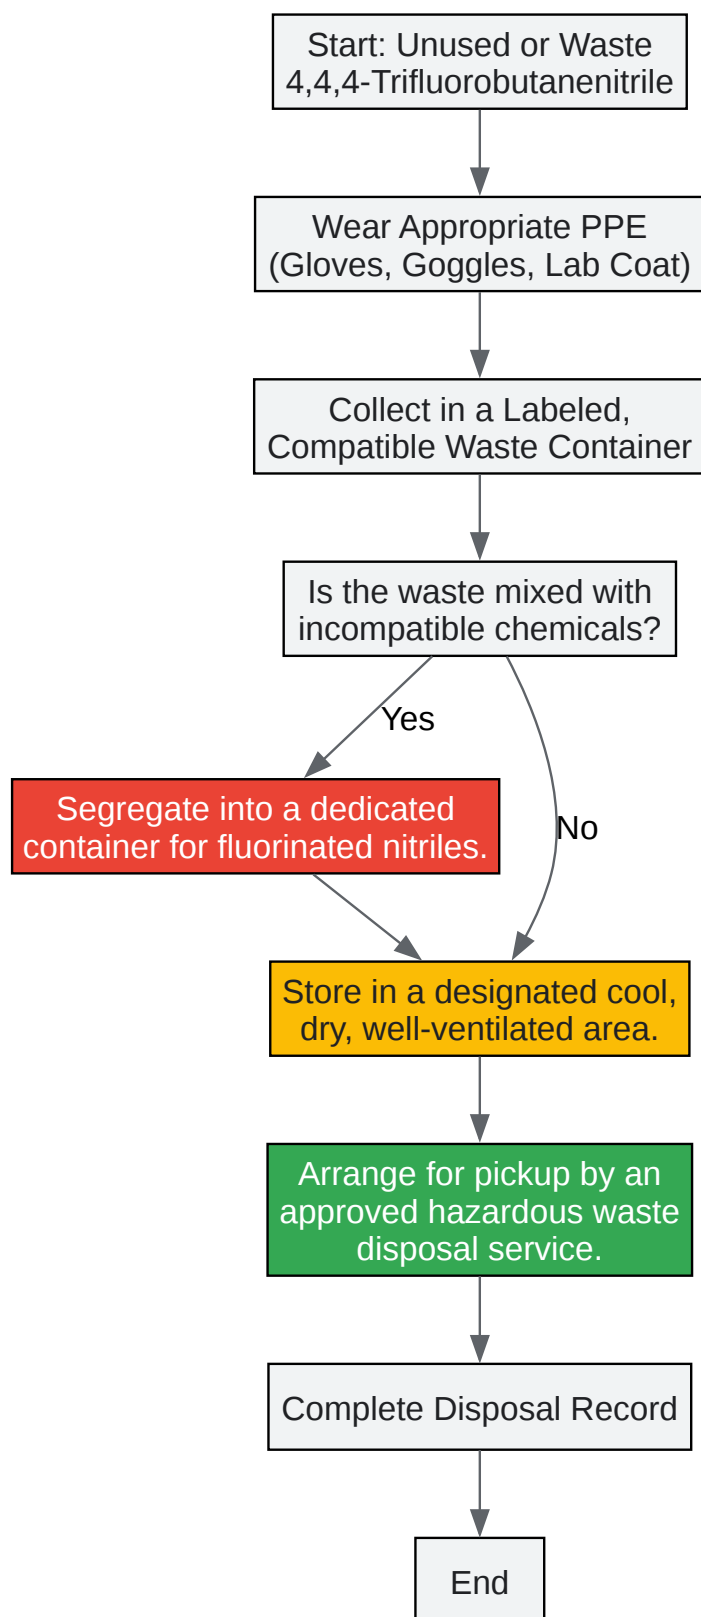 Start: Unused or Waste
4,4,4-Trifluorobutanenitrile
Wear Appropriate PPE
(Gloves, Goggles, Lab Coat)
Collect in a Labeled,
Compatible Waste Container
Is the waste mixed with
incompatible chemicals?
Yes
Segregate into a dedicated
container for fluorinated nitriles.
No
Store in a designated cool,
dry, well-ventilated area.
Arrange for pickup by an
approved hazardous waste
disposal service.
Complete Disposal Record
End